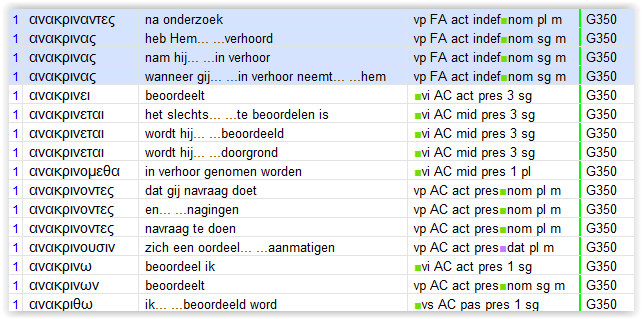 1 ανακριναντες na onderzoek vp FA act indef■nom pl m G350
1 ανακρινας heb Hem... ...verhoord vp FA act indef■nom sg m G350
1 ανακρινας nam hij... ...in verhoor vp FA act indef■nom sg m G350
1 ανακρινας wanneer gij... ...in verhoor neemt... ...hem vp FA act indef■nom sg m G350
1 ανακρινει beoordeelt ■vi AC act pres 3 sg G350
1 ανακρινεται het slechts... ...te beoordelen is ■vi AC mid pres 3 sg G350
1 ανακρινεται wordt hij... ...beoordeeld ■vi AC mid pres 3 sg G350
1 ανακρινεται wordt hij... ...doorgrond ■vi AC mid pres 3 sg G350
1 ανακρινομεθα in verhoor genomen worden ■vi AC mid pres 1 pl G350
1 ανακρινοντες dat gij navraag doet vp AC act pres■nom pl m G350
1 ανακρινοντες en... ...nagingen vp AC act pres■nom pl m G350
1 ανακρινοντες navraag te doen vp AC act pres■nom pl m G350
1 ανακρινουσιν zich een oordeel... ...aanmatigen vp AC act pres■dat pl m G350
1 ανακρινω beoordeel ik ■vi AC act pres 1 sg G350
1 ανακρινων beoordeelt vp AC act pres■nom sg m G350
1 ανακριθω ik... ...beoordeeld word ■vs AC pas pres 1 sg G350